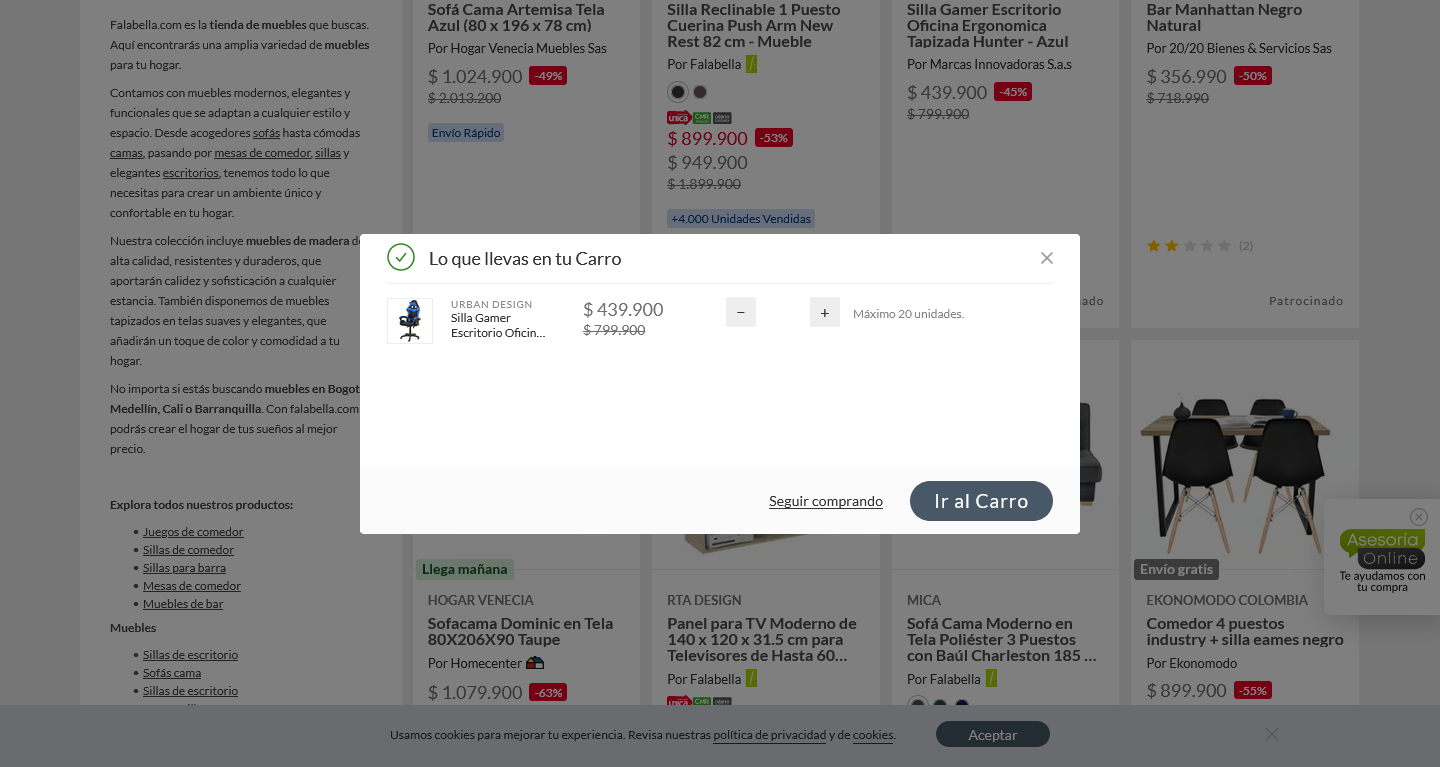 Falabella.com es la tienda de muebles que buscas.
Aquí encontrarás una amplia variedad de muebles
para tu hogar.
Contamos con muebles modernos, elegantes y
funcionales que se adaptan a cualquier estilo y
espacio. Desde acogedores sofás hasta cómodas
camas, pasando por mesas de comedor, sillas y
elegantes escritorios, tenemos todo lo que
necesitas para crear un ambiente único y
confortable en tu hogar.
Nuestra colección incluye muebles de madera de
alta calidad, resistentes y duraderos, que
aportarán calidez y sofisticación a cualquier
estancia. También disponemos de muebles
tapizados en telas suaves y elegantes, que
añadirán un toque de color y comodidad a tu
hogar.
No importa si estás buscando muebles en Bogot
Medellín, Cali o Barranquilla. Con falabella.com
podrás crear el hogar de tus sueños al mejor
precio.
Explora todos nuestros productos:
• Juegos de comedor
• Sillas de comedor
• Sillas para barra
• Mesas de comedor
• Muebles de bar
Muebles
• Sillas de escritorio
• Sofás cama
• Sillas de escritorio
Sofá Cama Artemisa Tela
Azul (80 x 196 x 78 cm)
Por Hogar Venecia Muebles Sas
$ 1.024.900 -49%
$ 2.013.200
Envío Rápido
Silla Reclinable 1 Puesto
Cuerina Push Arm New
Rest 82 cm - Mueble
Por Falabella
única CMR
$ 899.900 -53%
$ 949.900
$ 1.899.900
+4.000 Unidades Vendidas
Silla Gamer Escritorio
Oficina Ergonomica
Tapizada Hunter - Azul
Por Marcas Innovadoras S.a.s
$ 439.900 -45%
$ 799.900
Bar Manhattan Negro
Natural
Por 20/20 Bienes & Servicios Sas
$ 356.990 -50%
$ 718.990
(2)
Patrocinado
Lo que llevas en tu Carro
URBAN DESIGN
Silla Gamer
Escritorio Oficin...
$ 439.900
$ 799.900
−
+
Máximo 20 unidades.
Seguir comprando
Ir al Carro
Llega mañana
HOGAR VENECIA
Sofacama Dominic en Tela
80X206X90 Taupe
Por Homecenter
$ 1.079.900 -63%
RTA DESIGN
Panel para TV Moderno de
140 x 120 x 31.5 cm para
Televisores de Hasta 60...
Por Falabella
única CMR
MICA
Sofá Cama Moderno en
Tela Poliéster 3 Puestos
con Baúl Charleston 185 ...
Por Falabella
Envío gratis
EKONOMODO COLOMBIA
Comedor 4 puestos
industry + silla eames negro
Por Ekonomodo
$ 899.900 -55%
Asesoría
Online
Te ayudamos con
tu compra
Usamos cookies para mejorar tu experiencia. Revisa nuestras política de privacidad y de cookies.
Aceptar